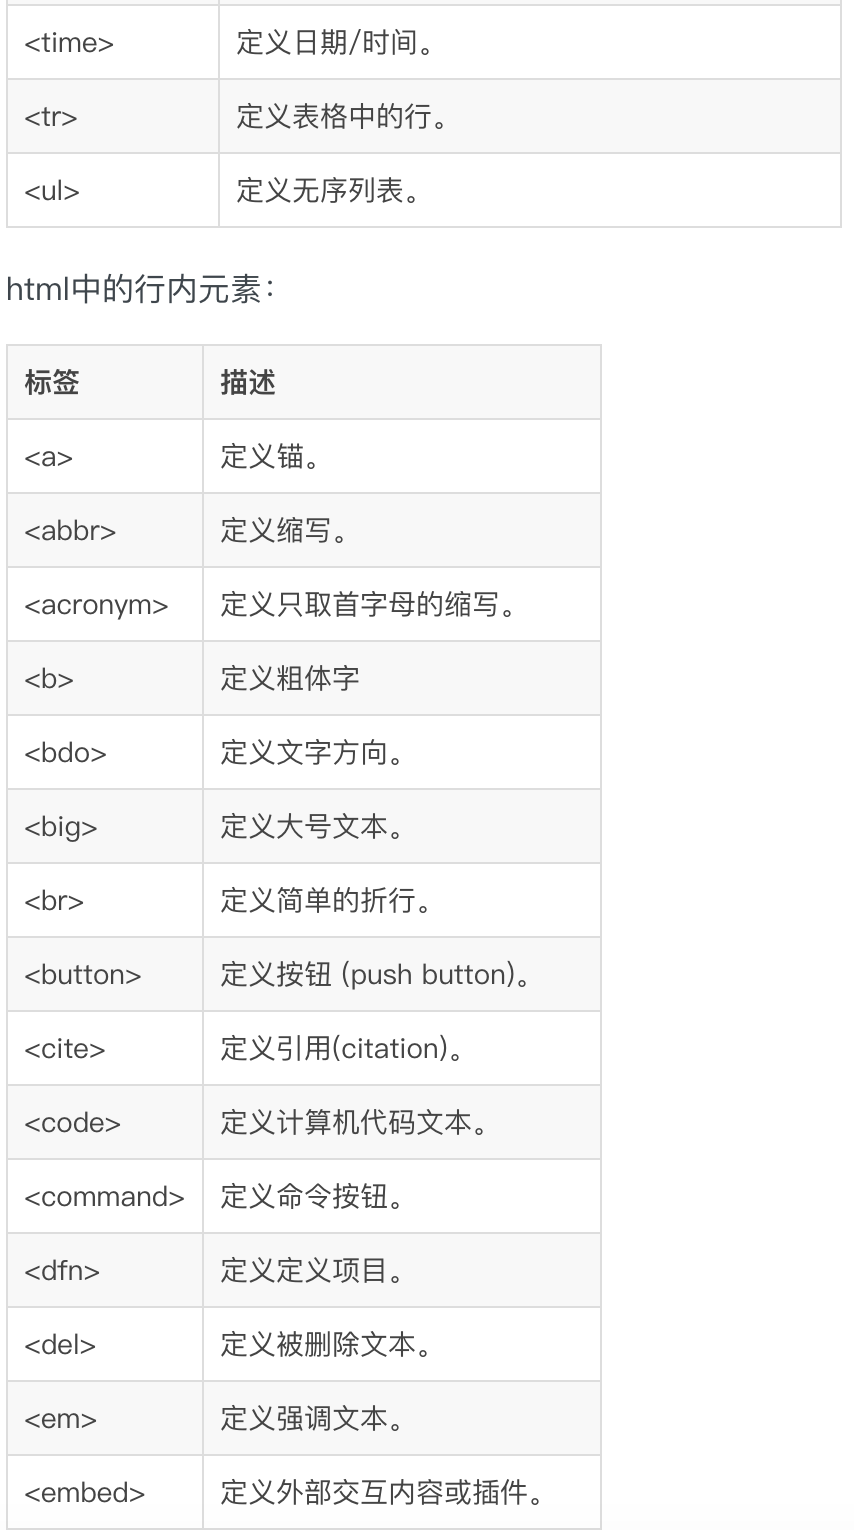 <time> 定义日期/时间。
<tr> 定义表格中的行。
<ul> 定义无序列表。
html中的行内元素：
标签 描述
<a> 定义锚。
<abbr> 定义缩写。
<acronym> 定义只取首字母的缩写。
<b> 定义粗体字
<bdo> 定义文字方向。
<big> 定义大号文本。
<br> 定义简单的折行。
<button> 定义按钮 (push button)。
<cite> 定义引用(citation)。
<code> 定义计算机代码文本。
<command> 定义命令按钮。
<dfn> 定义定义项目。
<del> 定义被删除文本。
<em> 定义强调文本。
<embed> 定义外部交互内容或插件。